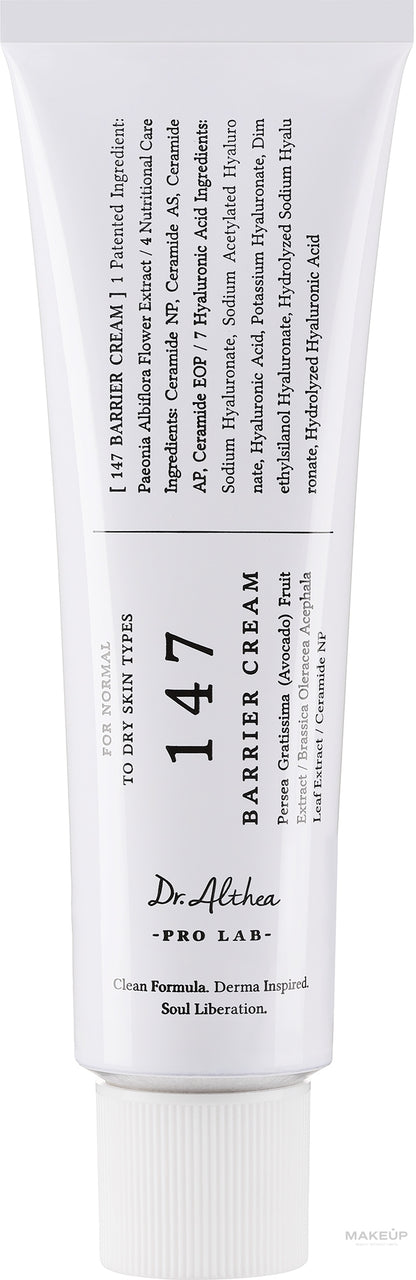 [ 147 BARRIER CREAM ] 1 Patented Ingredient:
Paeonia Albiflora Flower Extract / 4 Nutritional Care
Ingredients: Ceramide NP, Ceramide AS, Ceramide
AP, Ceramide EOP / 7 Hyaluronic Acid Ingredients:
Sodium Hyaluronate, Sodium Acetylated Hyaluro
nate, Hyaluronic Acid, Potassium Hyaluronate, Dim
ethylsilanol Hyaluronate, Hydrolyzed Sodium Hyalu
ronate, Hydrolyzed Hyaluronic Acid
FOR NORMAL
TO DRY SKIN TYPES
147
BARRIER CREAM
Persea Gratissima (Avocado) Fruit
Extract / Brassica Oleracea Acephala
Leaf Extract / Ceramide NP
Dr. Althea
-PRO LAB-
Clean Formula. Derma Inspired.
Soul Liberation.
MAKEUP